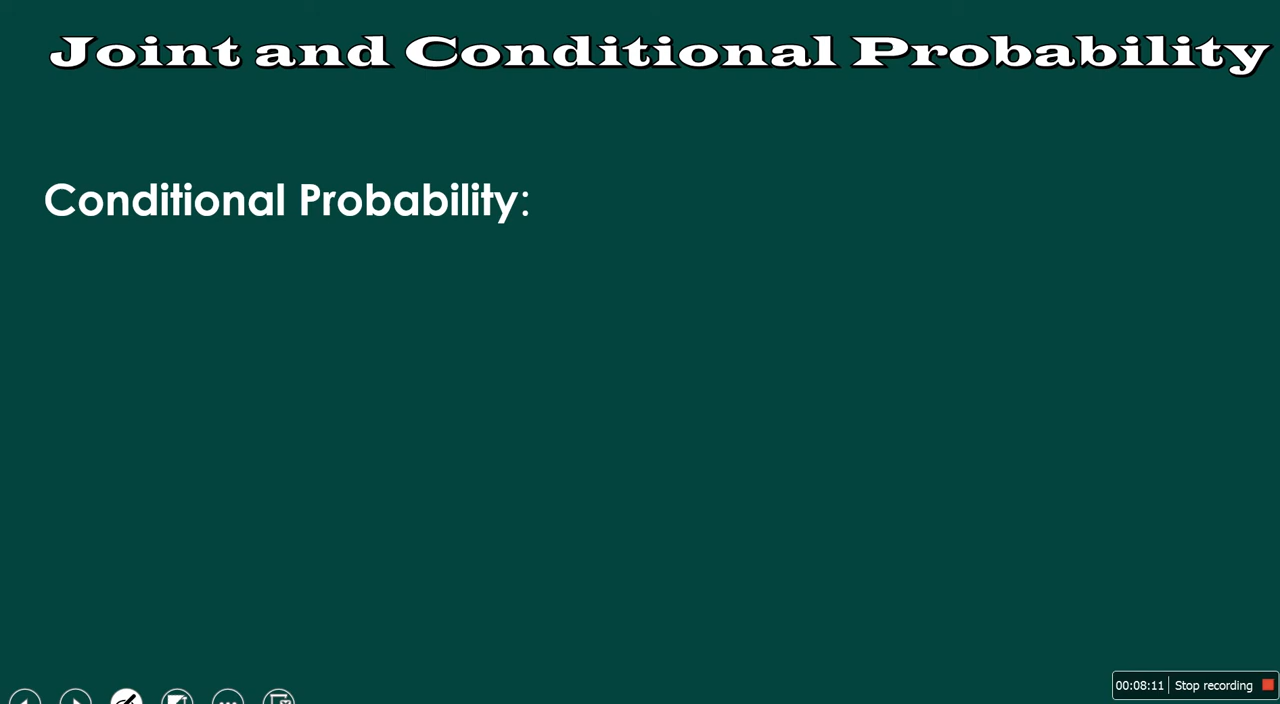 Joint and Conditional Probability
Conditional Probability:
00:08:11 Stop recording